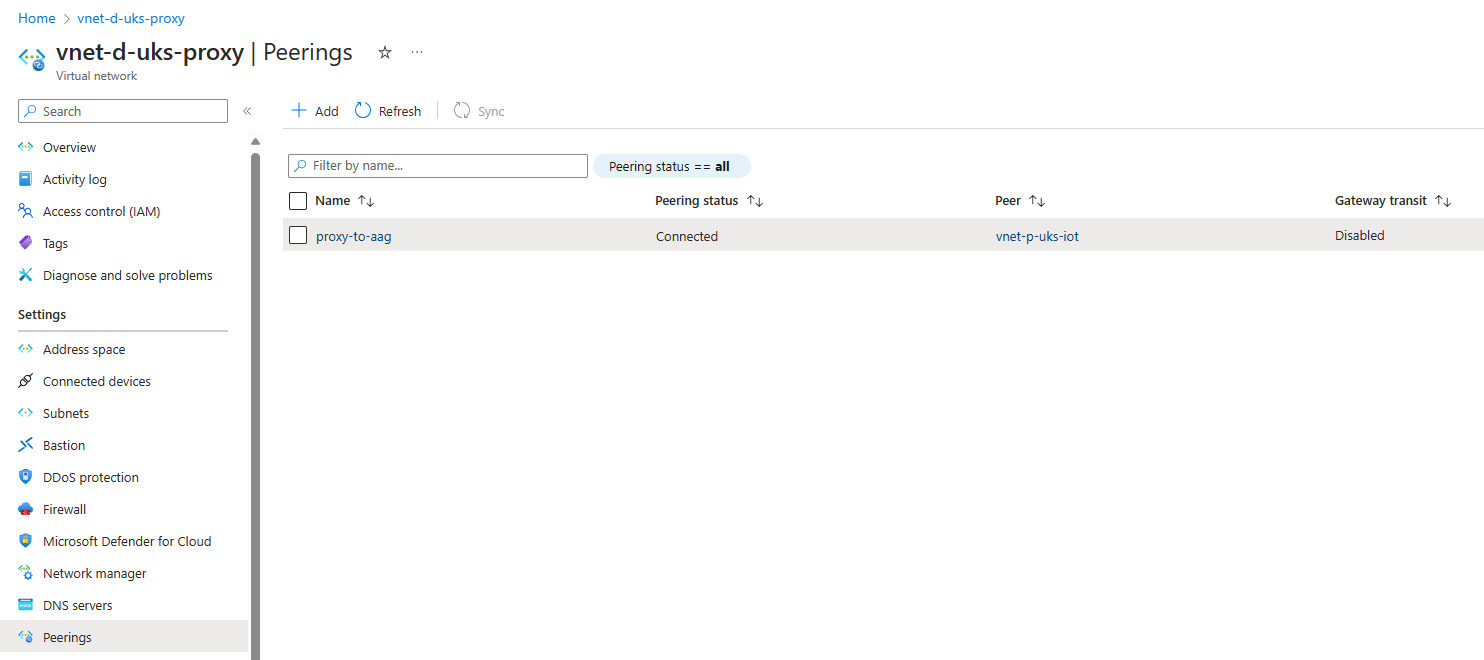 Home > vnet-d-uks-proxy
vnet-d-uks-proxy | Peerings ☆ ...
Virtual network
Search «
+ Add Refresh Sync
Overview
Activity log
Access control (IAM)
Tags
Diagnose and solve problems
Settings
Address space
Connected devices
Subnets
Bastion
DDoS protection
Firewall
Microsoft Defender for Cloud
Network manager
DNS servers
Peerings
Filter by name...
Peering status == all
Name ↑↓ Peering status ↑↓ Peer ↑↓ Gateway transit ↑↓
proxy-to-aag Connected vnet-p-uks-iot Disabled